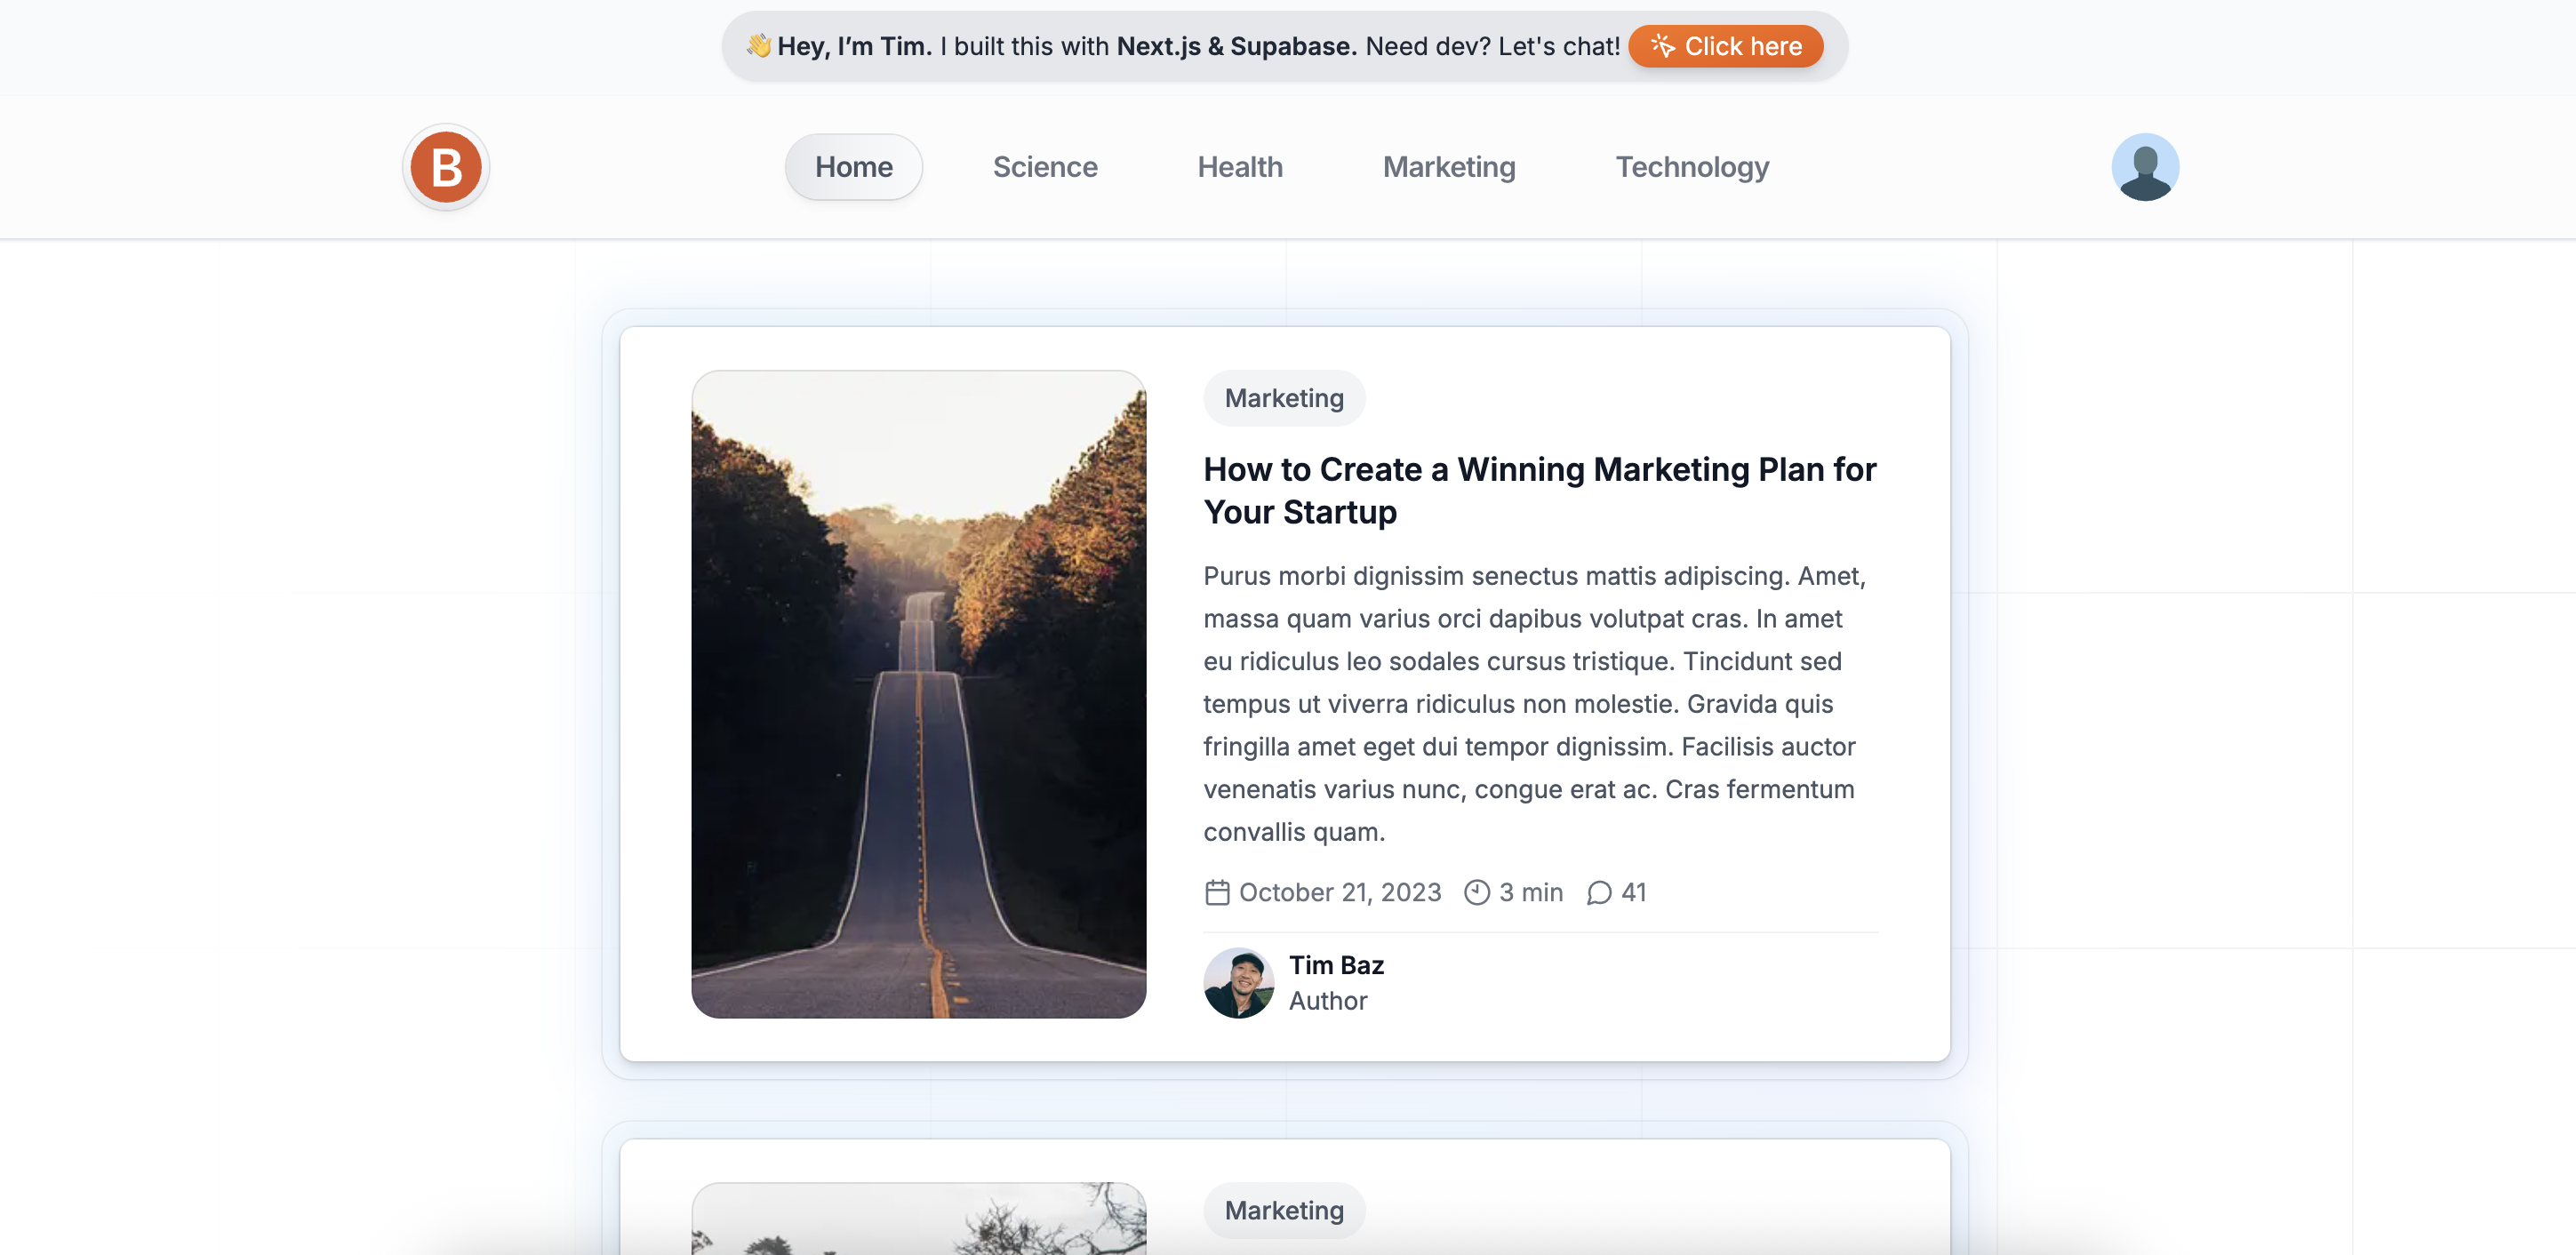 👋 Hey, I’m Tim. I built this with Next.js & Supabase. Need dev? Let's chat! Click here
B
Home Science Health Marketing Technology
Marketing
How to Create a Winning Marketing Plan for
Your Startup
Purus morbi dignissim senectus mattis adipiscing. Amet,
massa quam varius orci dapibus volutpat cras. In amet
eu ridiculus leo sodales cursus tristique. Tincidunt sed
tempus ut viverra ridiculus non molestie. Gravida quis
fringilla amet eget dui tempor dignissim. Facilisis auctor
venenatis varius nunc, congue erat ac. Cras fermentum
convallis quam.
October 21, 2023 3 min 41
Tim Baz
Author
Marketing